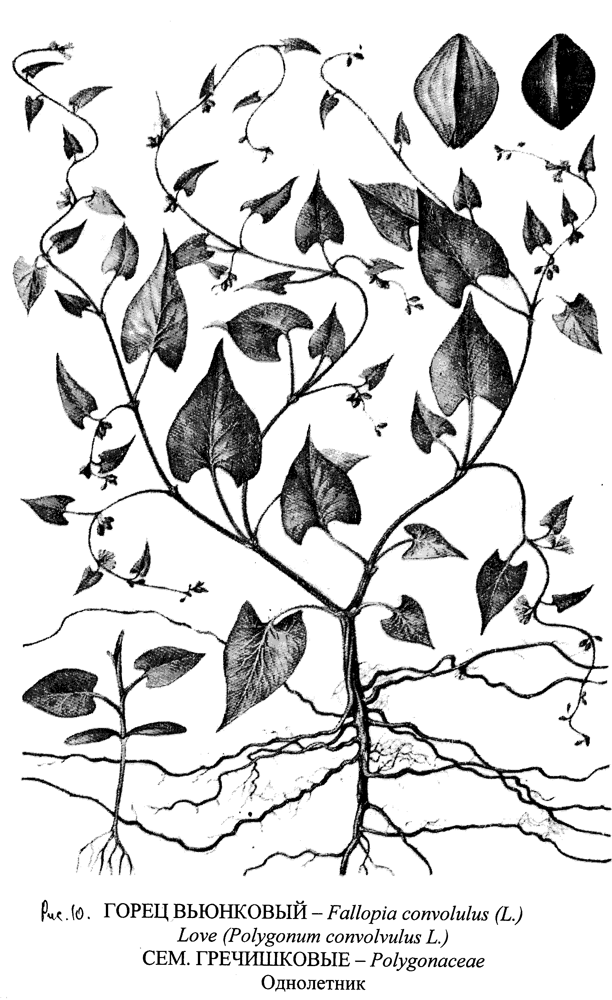 Рис. 10. ГОРЕЦ ВЬЮНКОВЫЙ – Fallopia convolulus (L.)
Love (Polygonum convolvulus L.)
СЕМ. ГРЕЧИШКОВЫЕ – Polygonaceae
Однолетник